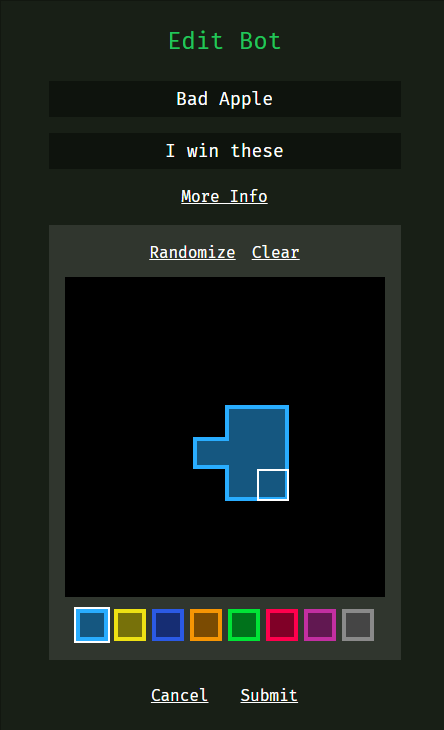 Edit Bot
Bad Apple
I win these
More Info
Randomize Clear
Cancel Submit